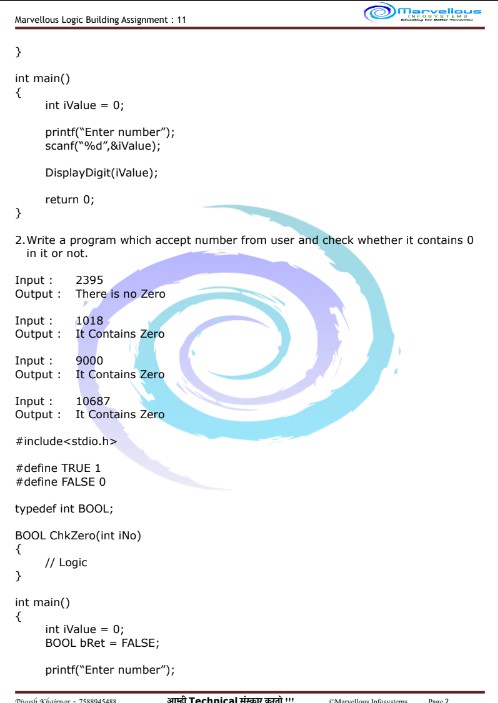 Marvellous Logic Building Assignment : 11
Marvellous
INFOSYSTEMS
}
int main()
{
int iValue = 0;
printf(“Enter number”);
scanf(“%d”,&iValue);
DisplayDigit(iValue);
return 0;
}
2.Write a program which accept number from user and check whether it contains 0
in it or not.
Input : 2395
Output : There is no Zero
Input : 1018
Output : It Contains Zero
Input : 9000
Output : It Contains Zero
Input : 10687
Output : It Contains Zero
#include<stdio.h>
#define TRUE 1
#define FALSE 0
typedef int BOOL;
BOOL ChkZero(int iNo)
{
// Logic
}
int main()
{
int iValue = 0;
BOOL bRet = FALSE;
printf(“Enter number”);
7588945488 आम्ही Technical संस्कार करतो !!! ©Marvellous Infosystems Page 2